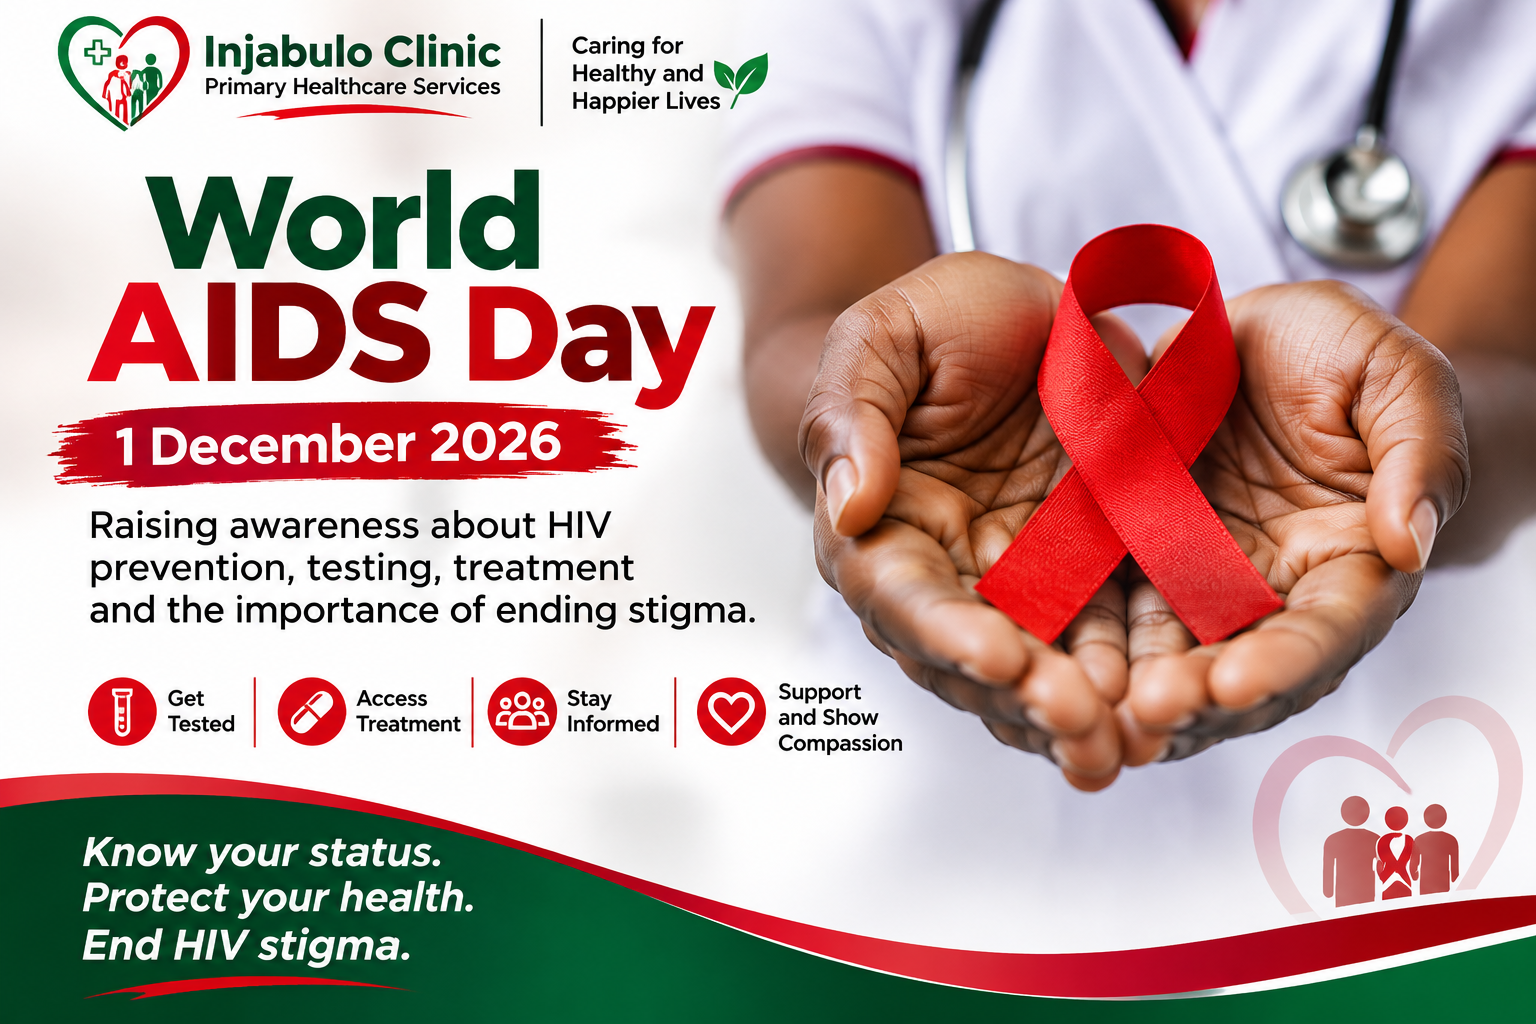 Injabulo Clinic
Primary Healthcare Services
Caring for
Healthy and
Happier Lives
World
AIDS Day
1 December 2026
Raising awareness about HIV
prevention, testing, treatment
and the importance of ending stigma.
Get
Tested
Access
Treatment
Stay
Informed
Support
and Show
Compassion
Know your status.
Protect your health.
End HIV stigma.